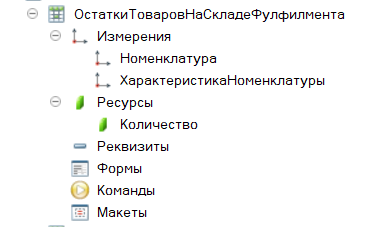 ОстаткиТоваровНаСкладеФулфилмента
Измерения
Номенклатура
ХарактеристикаНоменклатуры
Ресурсы
Количество
Реквизиты
Формы
Команды
Макеты